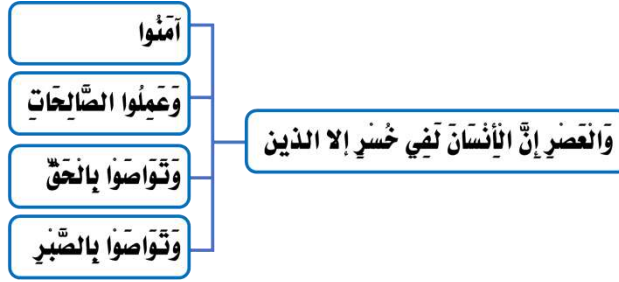 وَالْعَصْرِ إِنَّ الْأِنْسَانَ لَفِي خُسْرٍ إلا الذين
آمَنُوا
وَعَمِلُوا الصَّالِحَاتِ
وَتَوَاصَوْا بِالْحَقِّ
وَتَوَاصَوْا بِالصَّبْرِ